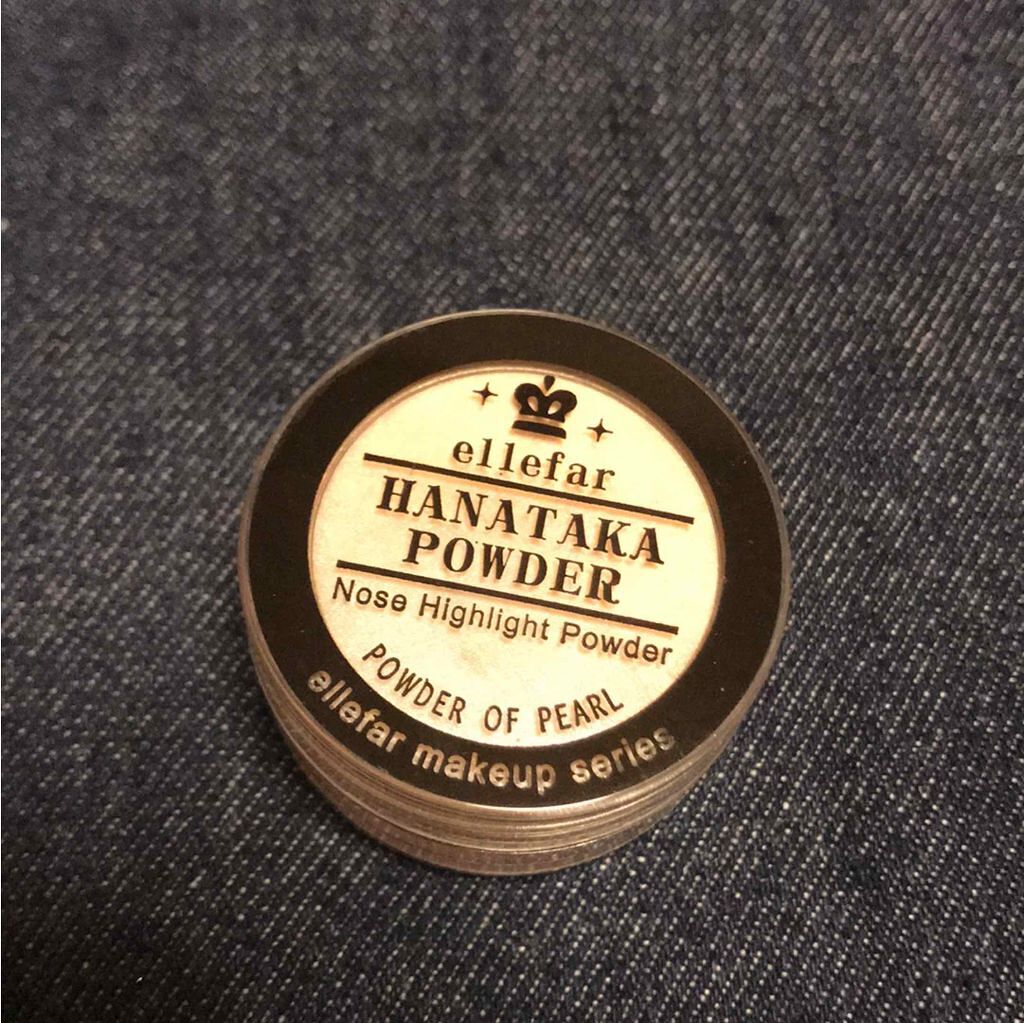 ellefar
HANATAKA
POWDER
Nose Highlight Powder
POWDER OF PEARL
ellefar makeup series